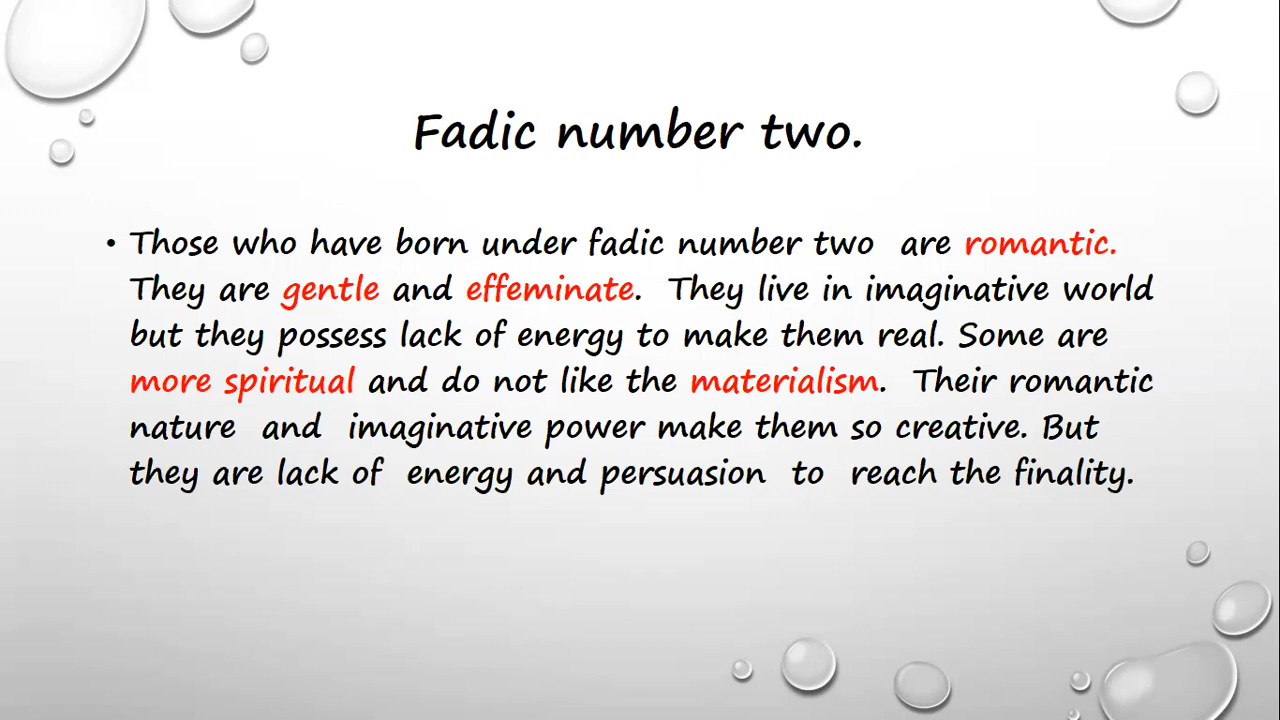 Fadic number two.
• Those who have born under fadic number two are romantic.
They are gentle and effeminate. They live in imaginative world
but they possess lack of energy to make them real. Some are
more spiritual and do not like the materialism. Their romantic
nature and imaginative power make them so creative. But
they are lack of energy and persuasion to reach the finality.